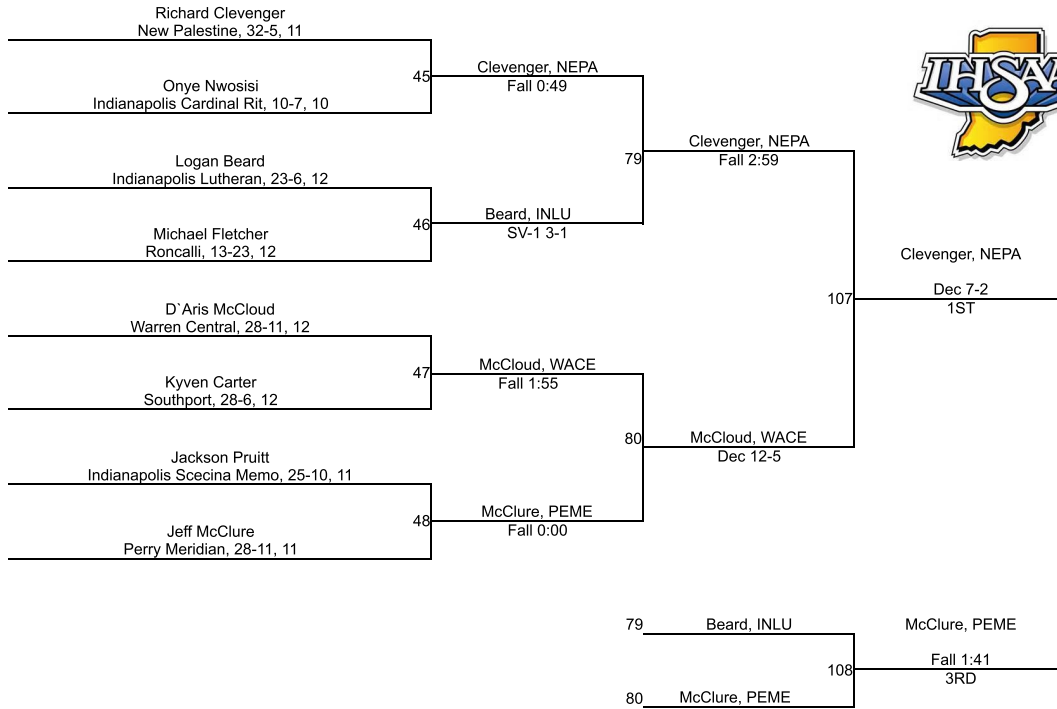 Richard Clevenger
New Palestine, 32-5, 11
45
Onye Nwosisi
Indianapolis Cardinal Rit, 10-7, 10
Clevenger, NEPA
Fall 0:49
79
Logan Beard
Indianapolis Lutheran, 23-6, 12
46
Michael Fletcher
Roncalli, 13-23, 12
Beard, INLU
SV-1 3-1
Clevenger, NEPA
Fall 2:59
107
D`Aris McCloud
Warren Central, 28-11, 12
47
Kyven Carter
Southport, 28-6, 12
McCloud, WACE
Fall 1:55
80
Jackson Pruitt
Indianapolis Scecina Memo, 25-10, 11
48
Jeff McClure
Perry Meridian, 28-11, 11
McClure, PEME
Fall 0:00
McCloud, WACE
Dec 12-5
IHSAA
Clevenger, NEPA
Dec 7-2
1ST
79
Beard, INLU
108
80
McClure, PEME
McClure, PEME
Fall 1:41
3RD